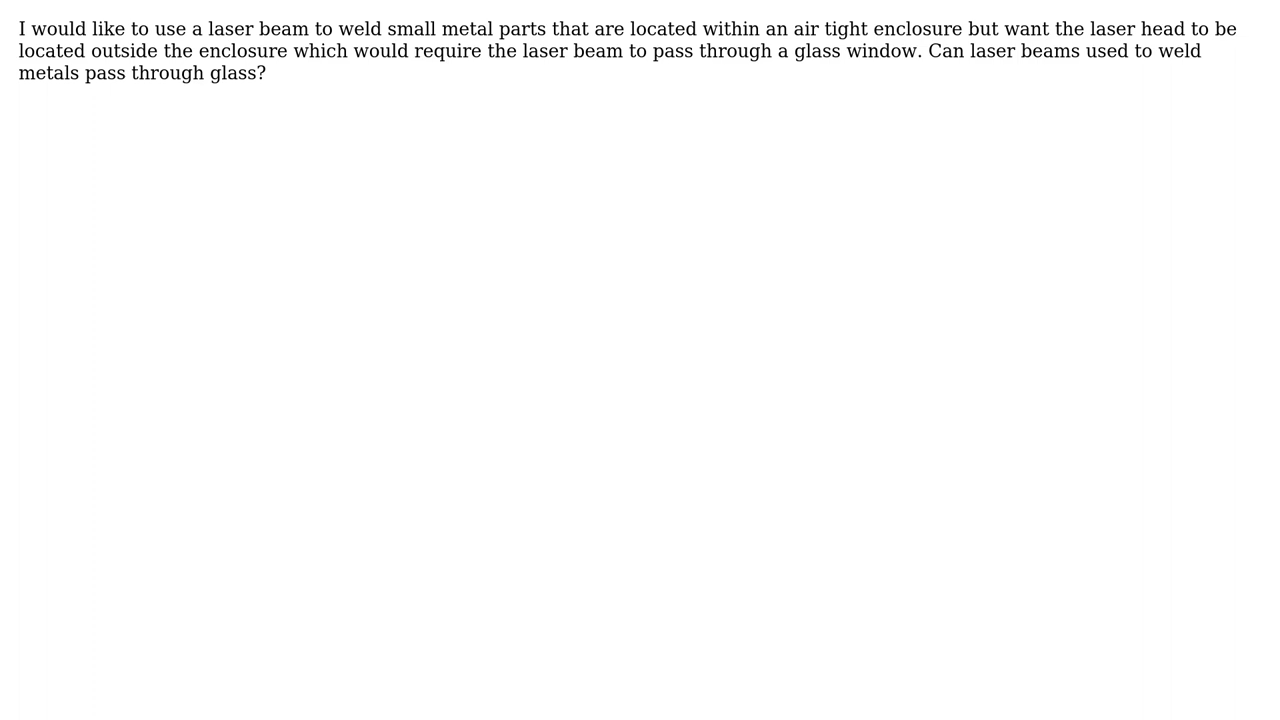 I would like to use a laser beam to weld small metal parts that are located within an air tight enclosure but want the laser head to be
located outside the enclosure which would require the laser beam to pass through a glass window. Can laser beams used to weld
metals pass through glass?